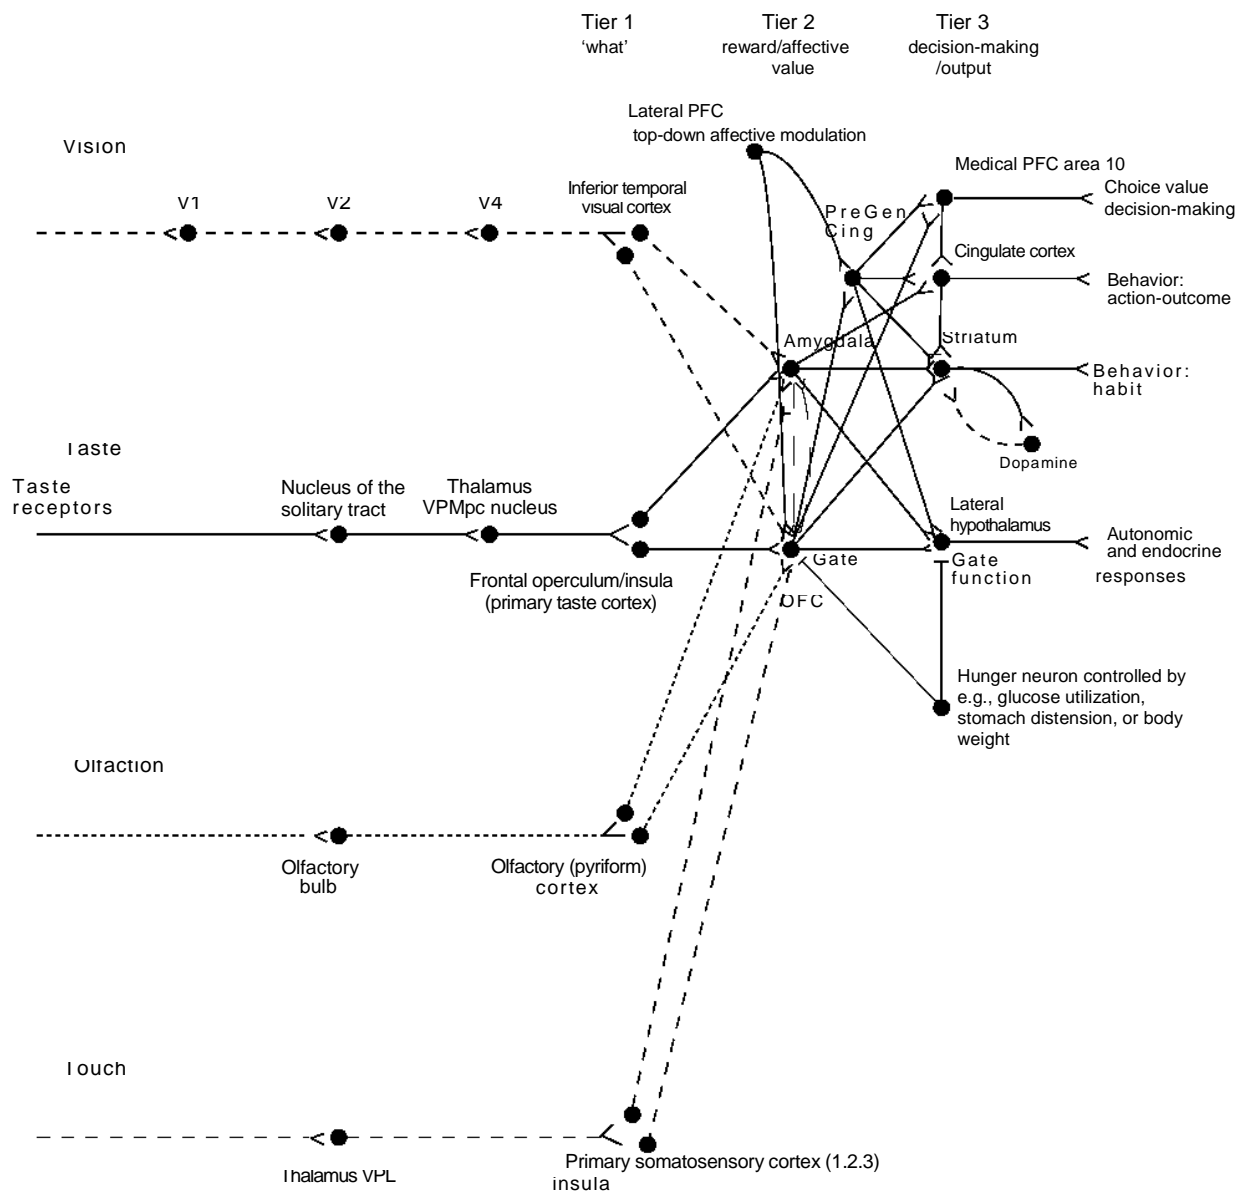 Tier 1
'what'
Tier 2
reward/affective
value
Tier 3
decision-making
/output
Lateral PFC
top-down affective modulation
Vision
V1
V2
V4
Inferior temporal
visual cortex
PreGen
Cing
Medical PFC area 10
Choice value
decision-making
Cingulate cortex
Behavior:
action-outcome
Amygdala
Striatum
Behavior:
habit
Dopamine
Taste
Taste
receptors
Nucleus of the
solitary tract
Thalamus
VPMpc nucleus
Frontal operculum/insula
(primary taste cortex)
Gate
OFC
Lateral
hypothalamus
Gate
function
Autonomic
and endocrine
responses
Hunger neuron controlled by
e.g., glucose utilization,
stomach distension, or body
weight
Olfaction
Olfactory
bulb
Olfactory (pyriform)
cortex
Touch
Thalamus VPL
Primary somatosensory cortex (1.2.3)
insula